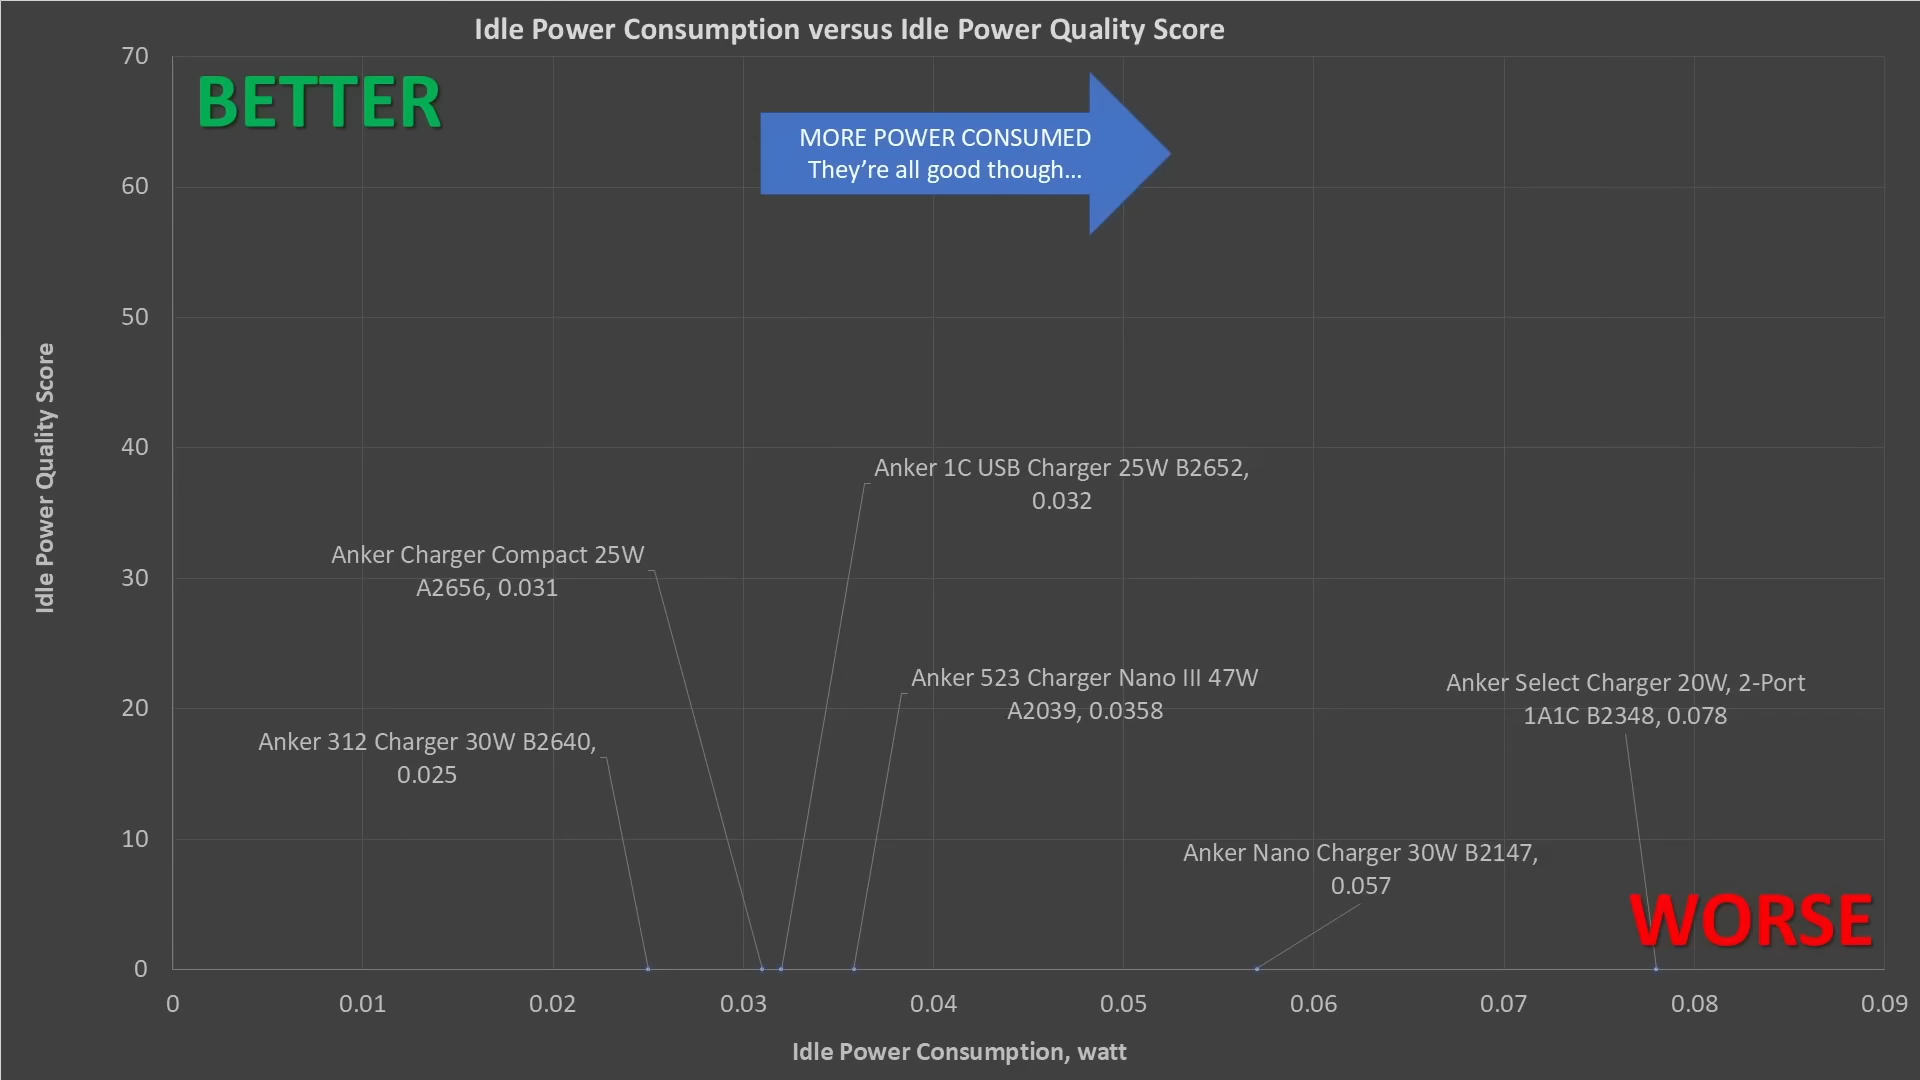 Idle Power Consumption versus Idle Power Quality Score
70
BETTER
MORE POWER CONSUMED
They’re all good though...
60
50
40
Anker 1C USB Charger 25W B2652,
0.032
Anker Charger Compact 25W
A2656, 0.031
30
Idle Power Quality Score
Anker 523 Charger Nano III 47W
A2039, 0.0358
Anker Select Charger 20W, 2-Port
1A1C B2348, 0.078
20
Anker 312 Charger 30W B2640,
0.025
10
Anker Nano Charger 30W B2147,
0.057
WORSE
0
0 0.01 0.02 0.03 0.04 0.05 0.06 0.07 0.08 0.09
Idle Power Consumption, watt